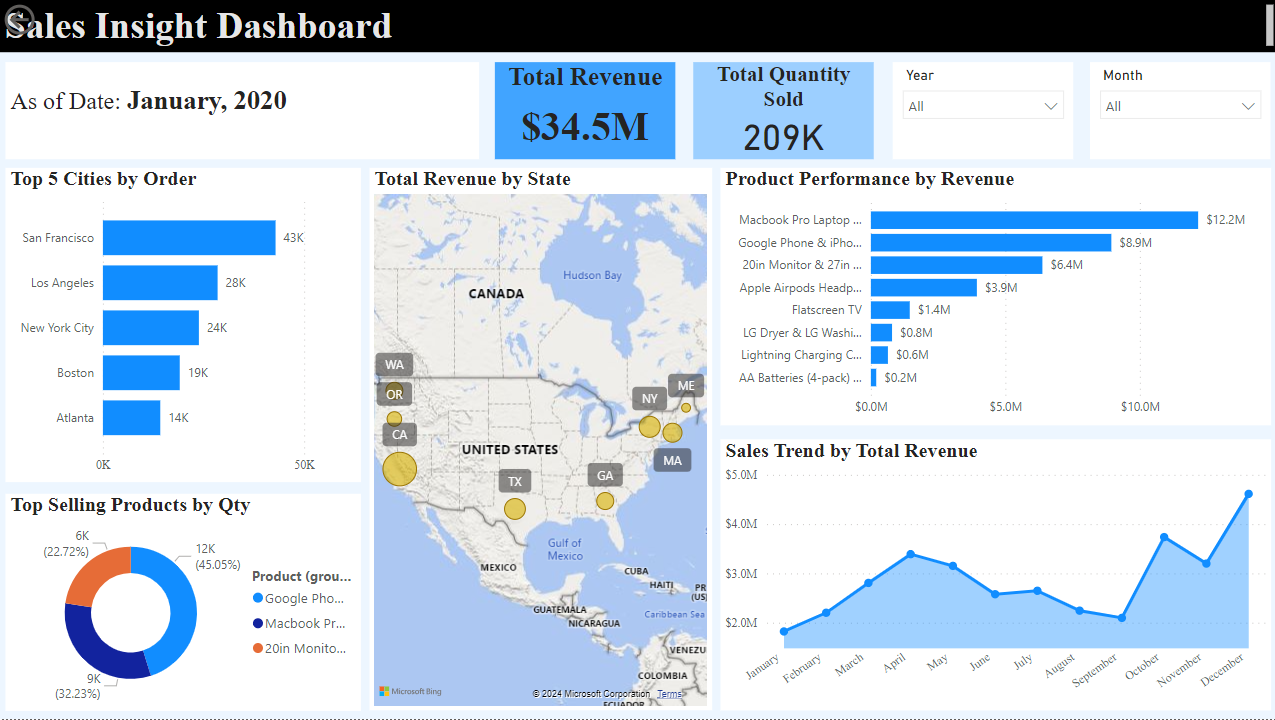 Sales Insight Dashboard
As of Date: January, 2020
Total Revenue
$34.5M
Total Quantity
Sold
209K
Year
All
Month
All
Top 5 Cities by Order
San Francisco
43K
Los Angeles
28K
New York City
24K
Boston
19K
Atlanta
14K
0K
50K
Top Selling Products by Qty
6K
(22.72%)
12K
(45.05%)
9K
(32.23%)
Product (grou...
Google Pho...
Macbook Pr...
20in Monito...
Total Revenue by State
Hudson Bay
CANADA
WA
OR
CA
ME
NY
MA
UNITED STATES
TX
GA
Gulf of
Mexico
MEXICO
CUBA
HAITI
PR
(US)
GUATEMALA
NICARAGUA
Caribbean Sea
VENEZU
COLOMBIA
ECUADOR
Microsoft Bing
© 2024 Microsoft Corporation
Terms
Product Performance by Revenue
Macbook Pro Laptop ...
$12.2M
Google Phone & iPho...
$8.9M
20in Monitor & 27in ...
$6.4M
Apple Airpods Headp...
$3.9M
Flatscreen TV
$1.4M
LG Dryer & LG Washi...
$0.8M
Lightning Charging C...
$0.6M
AA Batteries (4-pack) ...
$0.2M
$0.0M
$5.0M
$10.0M
Sales Trend by Total Revenue
$5.0M
$4.0M
$3.0M
$2.0M
January
February
March
April
May
June
July
August
September
October
November
December